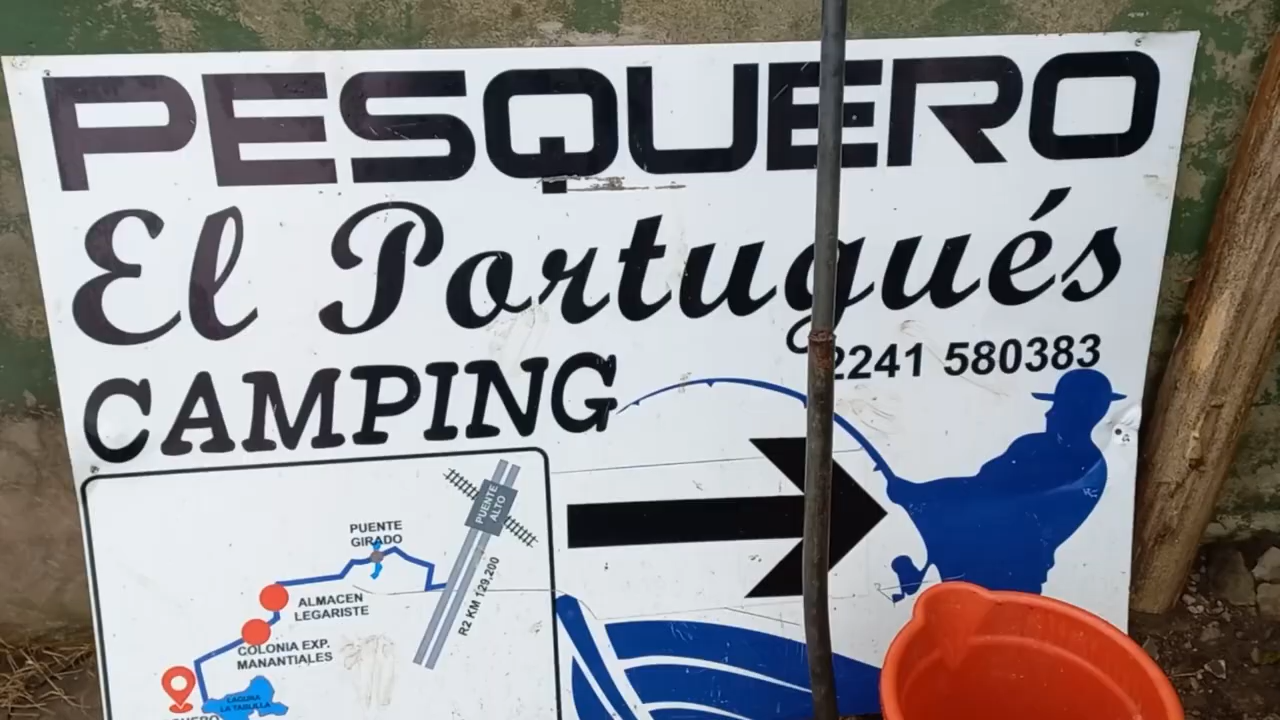 PESQUERO
El Portugués
2241 580383
CAMPING
PUENTE
ALTO
PUENTE
GIRADO
R2 KM 129,200
ALMACEN
LEGARISTE
COLONIA EXP.
MANANTIALES
LAGUNA
LA TABLILLA